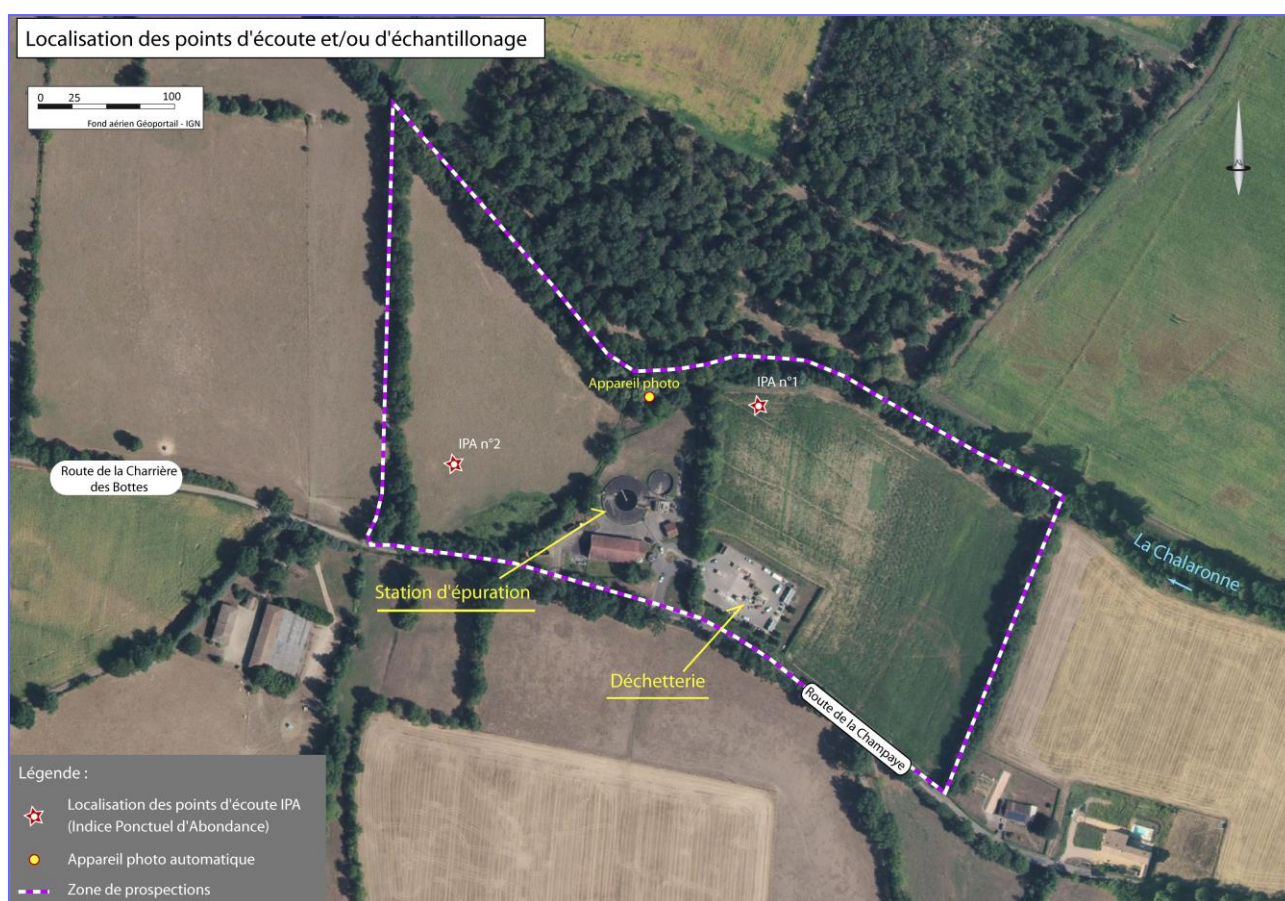 Localisation des points d'écoute et/ou d'échantillonage
0 25 100
Fond aérien Géoportail - IGN
N
Appareil photo
IPA n°1
IPA n°2
Route de la Charrière
des Bottes
La Chalaronne
Station d'épuration
Déchetterie
Route de la Champaye
Légende :
Localisation des points d'écoute IPA
(Indice Ponctuel d'Abondance)
Appareil photo automatique
Zone de prospections